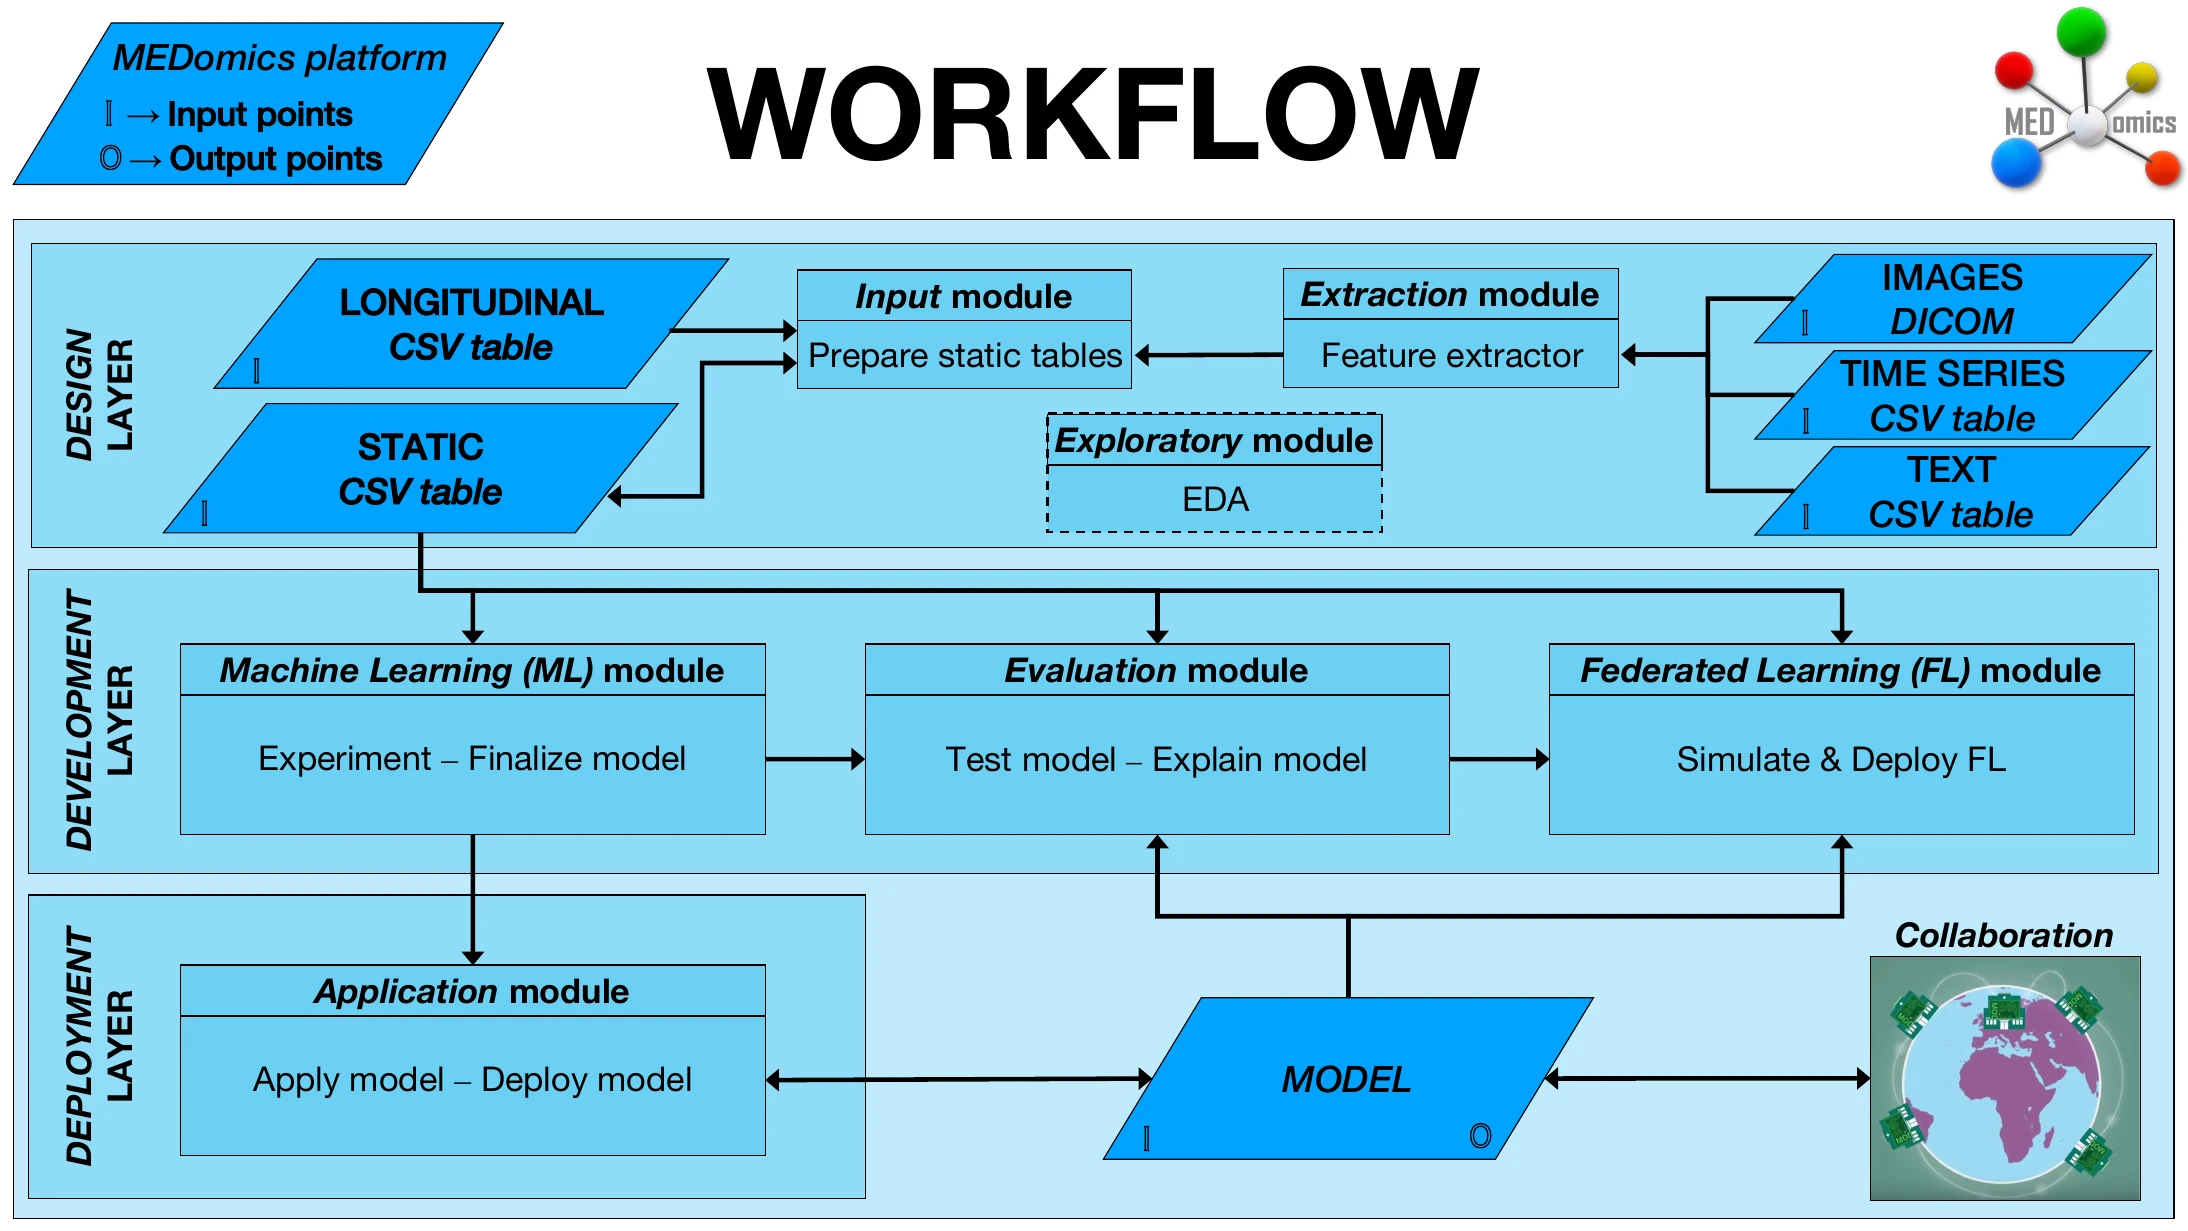 MEDomics platform
𝕀 → Input points
𝕆 → Output points
WORKFLOW
MED omics
DESIGN
LAYER
LONGITUDINAL
CSV table
𝕀
STATIC
CSV table
𝕀
Input module
Prepare static tables
Extraction module
Feature extractor
Exploratory module
EDA
IMAGES
𝕀 DICOM
TIME SERIES
𝕀 CSV table
TEXT
𝕀 CSV table
DEVELOPMENT
LAYER
Machine Learning (ML) module
Experiment – Finalize model
Evaluation module
Test model – Explain model
Federated Learning (FL) module
Simulate & Deploy FL
DEPLOYMENT
LAYER
Application module
Apply model – Deploy model
MODEL
𝕀 𝕆
Collaboration